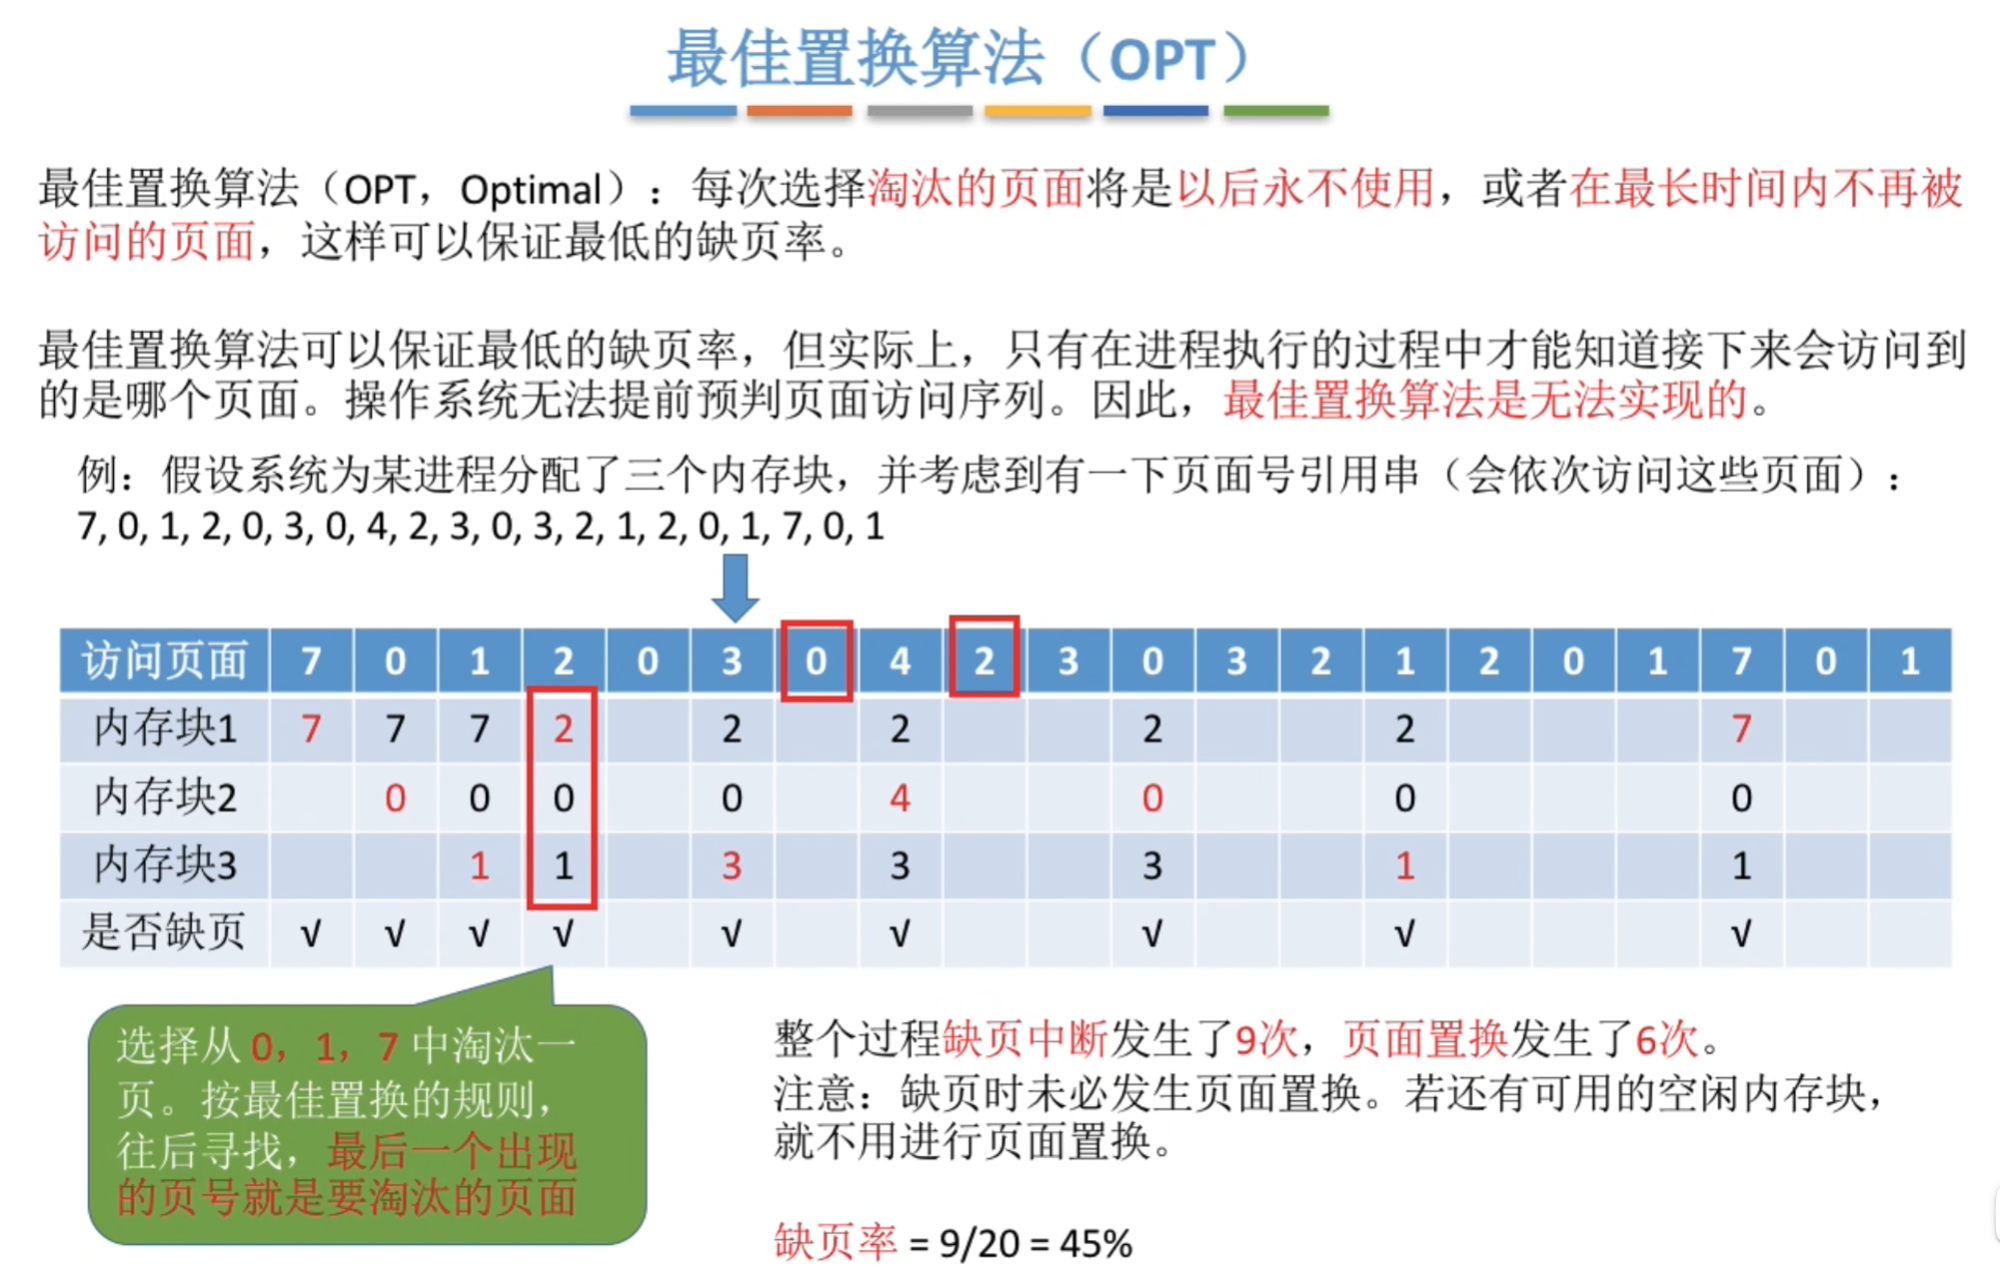 最佳置换算法（OPT）
最佳置换算法（OPT，Optimal）：每次选择淘汰的页面将是以后永不使用，或者在最长时间内不再被
访问的页面，这样可以保证最低的缺页率。
最佳置换算法可以保证最低的缺页率，但实际上，只有在进程执行的过程中才能知道接下来会访问到
的是哪个页面。操作系统无法提前预判页面访问序列。因此，最佳置换算法是无法实现的。
例：假设系统为某进程分配了三个内存块，并考虑到有一下页面号引用串（会依次访问这些页面）：
7, 0, 1, 2, 0, 3, 0, 4, 2, 3, 0, 3, 2, 1, 2, 0, 1, 7, 0, 1
访问页面 7 0 1 2 0 3 0 4 2 3 0 3 2 1 2 0 1 7 0 1
内存块1 7 7 7 2 2 2 2 2 7
内存块2 0 0 0 0 4 0 0 0
内存块3 1 1 3 3 3 1 1
是否缺页 √ √ √ √ √ √ √ √ √
选择从 0，1，7 中淘汰一
页。按最佳置换的规则，
往后寻找，最后一个出现
的页号就是要淘汰的页面
整个过程缺页中断发生了9次，页面置换发生了6次。
注意：缺页时未必发生页面置换。若还有可用的空闲内存块，
就不用进行页面置换。
缺页率 = 9/20 = 45%